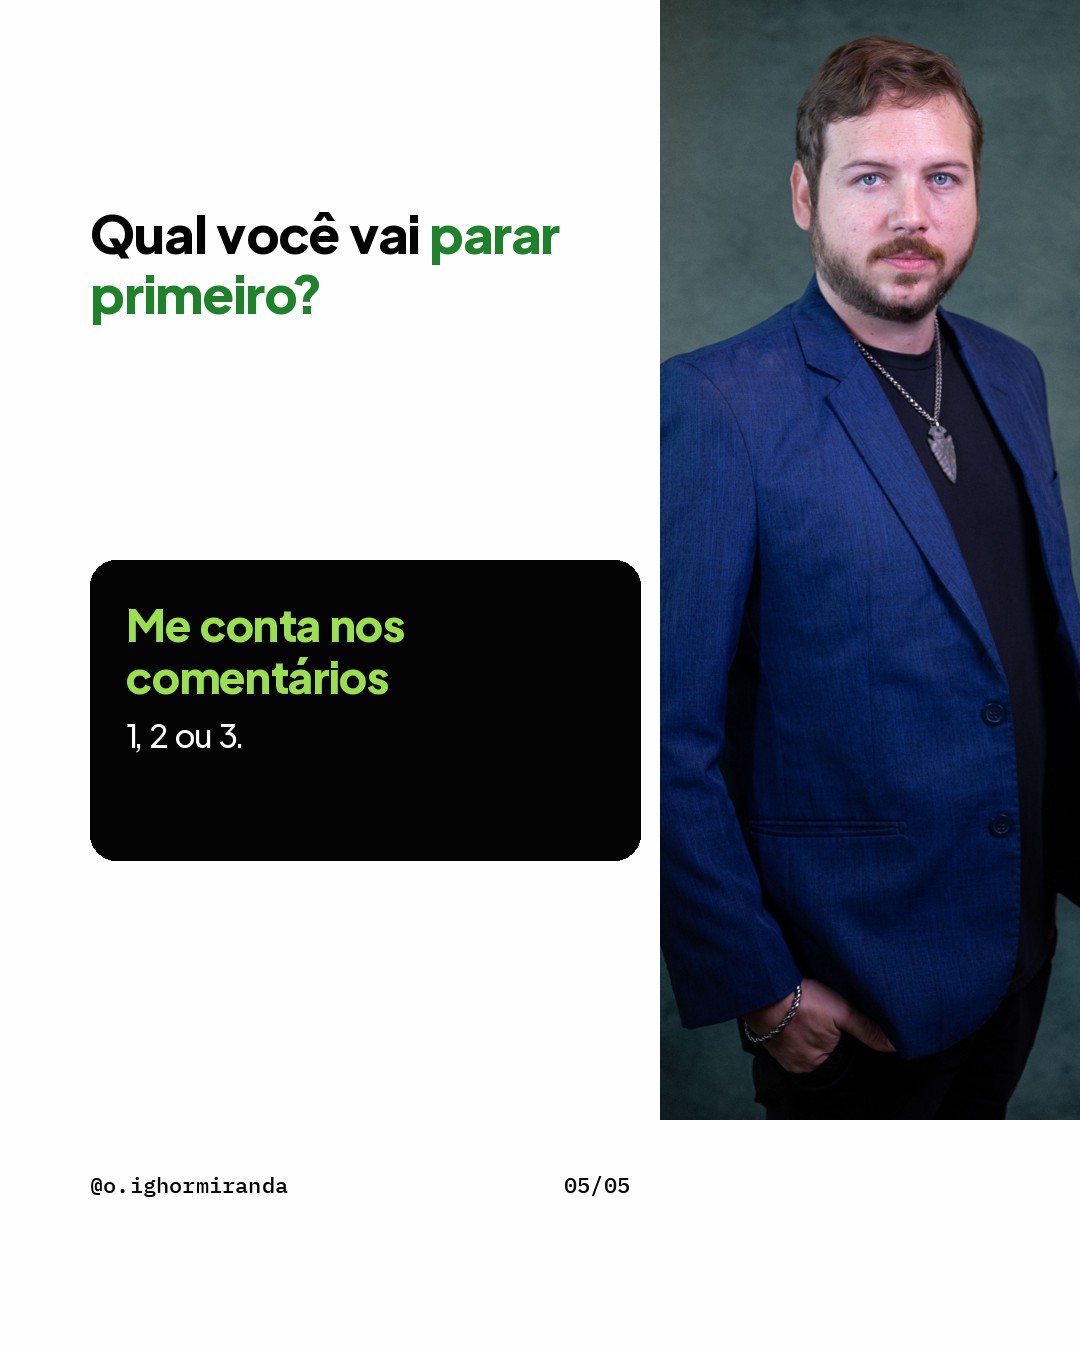 Qual você vai parar
primeiro?
Me conta nos
comentários
1, 2 ou 3.
@o.ighormiranda
05/05